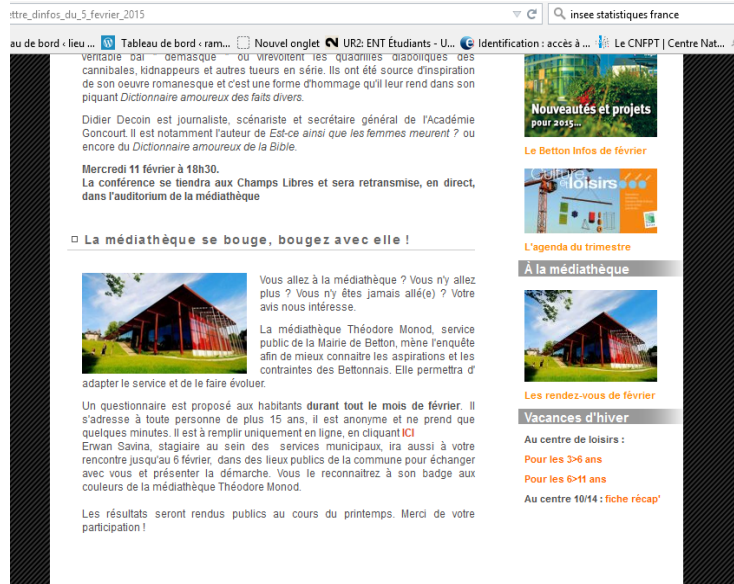 ettre_dinfos_du_5_fevrier_2015
insee statistiques france
au de bord ‹ lieu ... Tableau de bord ‹ ram... Nouvel onglet UR2: ENT Étudiants - U... Identification : accès à ... Le CNFPT | Centre Nat...
véritable bal "démasqué" où virevoltent les quadrilles diaboliques des
cannibales, kidnappeurs et autres tueurs en série. Ils ont été source d'inspiration
de son oeuvre romanesque et c'est une forme d'hommage qu'il leur rend dans son
piquant Dictionnaire amoureux des faits divers.
Didier Decoin est journaliste, scénariste et secrétaire général de l'Académie
Goncourt. Il est notamment l'auteur de Est-ce ainsi que les femmes meurent ? ou
encore du Dictionnaire amoureux de la Bible.
Mercredi 11 février à 18h30.
La conférence se tiendra aux Champs Libres et sera retransmise, en direct,
dans l'auditorium de la médiathèque
La médiathèque se bouge, bougez avec elle !
Vous allez à la médiathèque ? Vous n'y allez
plus ? Vous n'y êtes jamais allé(e) ? Votre
avis nous intéresse.
La médiathèque Théodore Monod, service
public de la Mairie de Betton, mène l'enquête
afin de mieux connaitre les aspirations et les
contraintes des Bettonnais. Elle permettra d'
adapter le service et de le faire évoluer.
Un questionnaire est proposé aux habitants durant tout le mois de février. Il
s'adresse à toute personne de plus 15 ans, il est anonyme et ne prend que
quelques minutes. Il est à remplir uniquement en ligne, en cliquant ICI
Erwan Savina, stagiaire au sein des services municipaux, ira aussi à votre
rencontre jusqu'au 6 février, dans des lieux publics de la commune pour échanger
avec vous et présenter la démarche. Vous le reconnaitrez à son badge aux
couleurs de la médiathèque Théodore Monod.
Les résultats seront rendus publics au cours du printemps. Merci de votre
participation !
Nouveautés et projets
pour 2015...
Le Betton Infos de février
Culture
loisirs
L'agenda du trimestre
À la médiathèque
Les rendez-vous de février
Vacances d'hiver
Au centre de loisirs :
Pour les 3>6 ans
Pour les 6>11 ans
Au centre 10/14 : fiche récap'